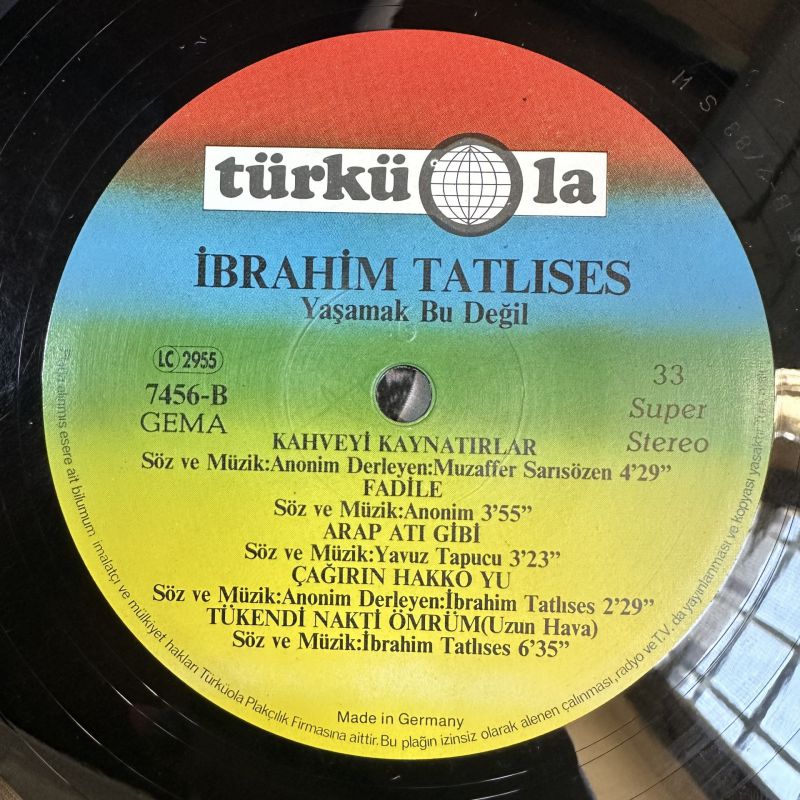 türküola
İBRAHİM TATLISES
Yaşamak Bu Değil
LC 2955
7456-B
GEMA
33
Super
Stereo
KAHVEYİ KAYNATIRLAR
Söz ve Müzik:Anonim Derleyen:Muzaffer Sarısözen 4'29"
FADİLE
Söz ve Müzik:Anonim 3'55"
ARAP ATI GİBİ
Söz ve Müzik:Yavuz Tapucu 3'23"
ÇAĞIRIN HAKKO YU
Söz ve Müzik:Anonim Derleyen:İbrahim Tatlıses 2'29"
TÜKENDİ NAKTİ ÖMRÜM(Uzun Hava)
Söz ve Müzik:İbrahim Tatlıses 6'35"
Made in Germany
esere ait bilumum imalatçı ve mülkiyet hakları Türküola Plakçılık Firmasına aittir.Bu plağın izinsiz olarak alenen çalınması,radyo ve T.V. da yayınlanması ve kopyası yasaktır.